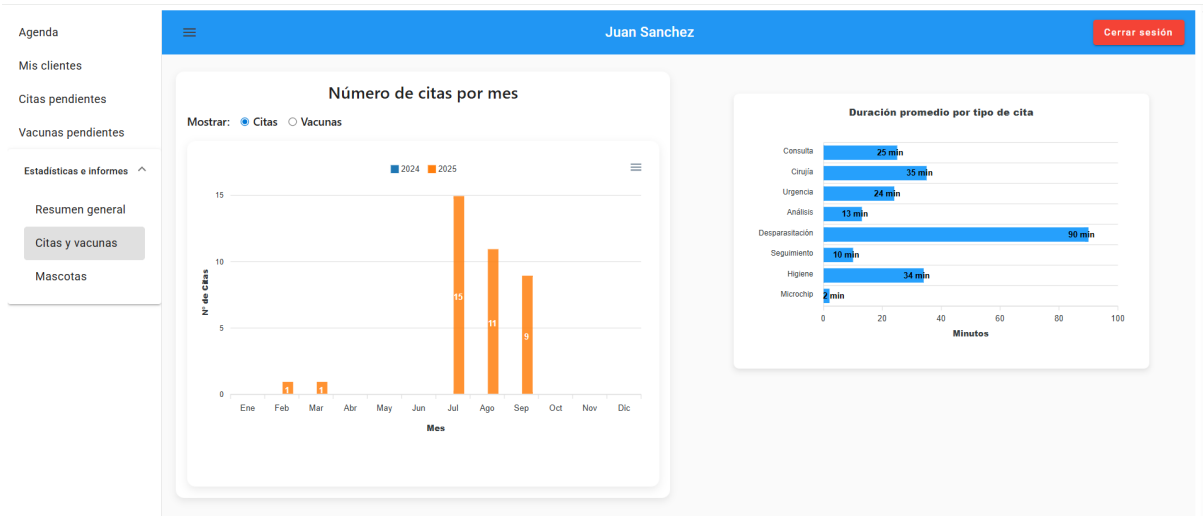 Agenda
Mis clientes
Citas pendientes
Vacunas pendientes
Estadísticas e informes
Resumen general
Citas y vacunas
Mascotas
Juan Sanchez
Cerrar sesión
Número de citas por mes
Mostrar: Citas Vacunas
2024 2025
15
10
5
0
Nº de Citas
1 1 15 11 9
Ene Feb Mar Abr May Jun Jul Ago Sep Oct Nov Dic
Mes
Duración promedio por tipo de cita
Consulta 25 min
Cirujía 35 min
Urgencia 24 min
Análisis 13 min
Desparasitación 90 min
Seguimiento 10 min
Higiene 34 min
Microchip 2 min
0 20 40 60 80 100
Minutos